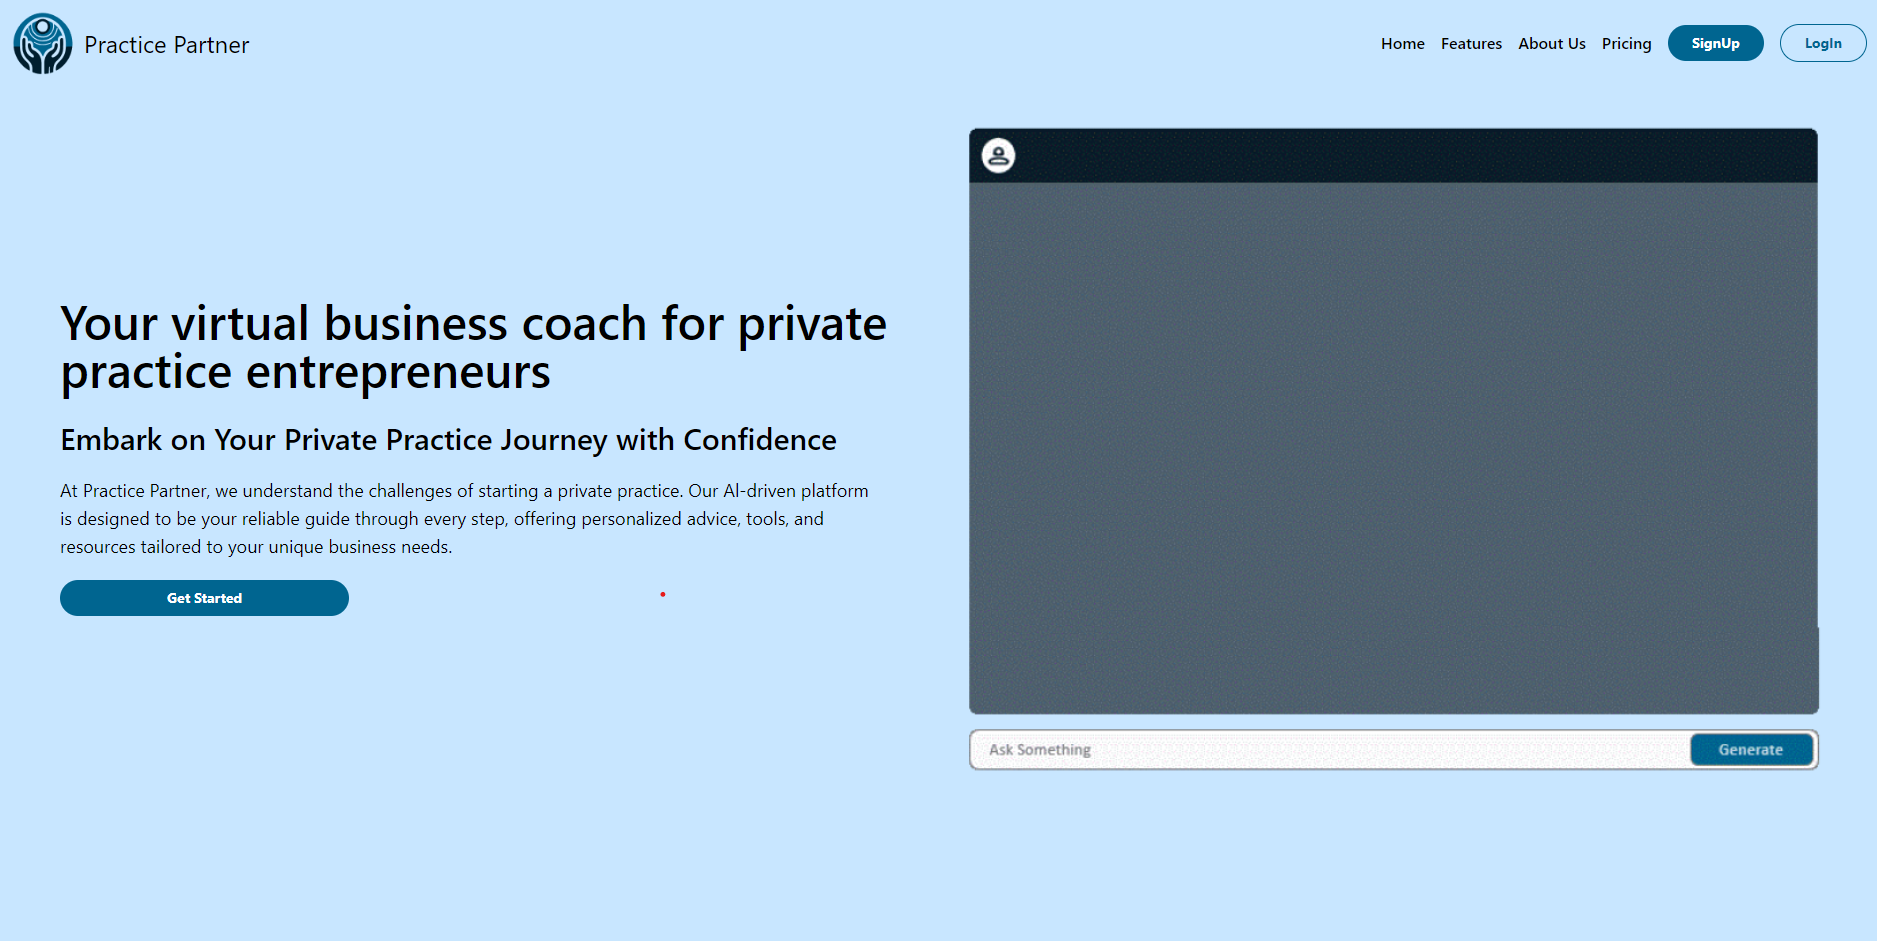 Practice Partner
Home Features About Us Pricing SignUp LogIn
Your virtual business coach for private
practice entrepreneurs
Embark on Your Private Practice Journey with Confidence
At Practice Partner, we understand the challenges of starting a private practice. Our AI-driven platform
is designed to be your reliable guide through every step, offering personalized advice, tools, and
resources tailored to your unique business needs.
Get Started
Ask Something
Generate